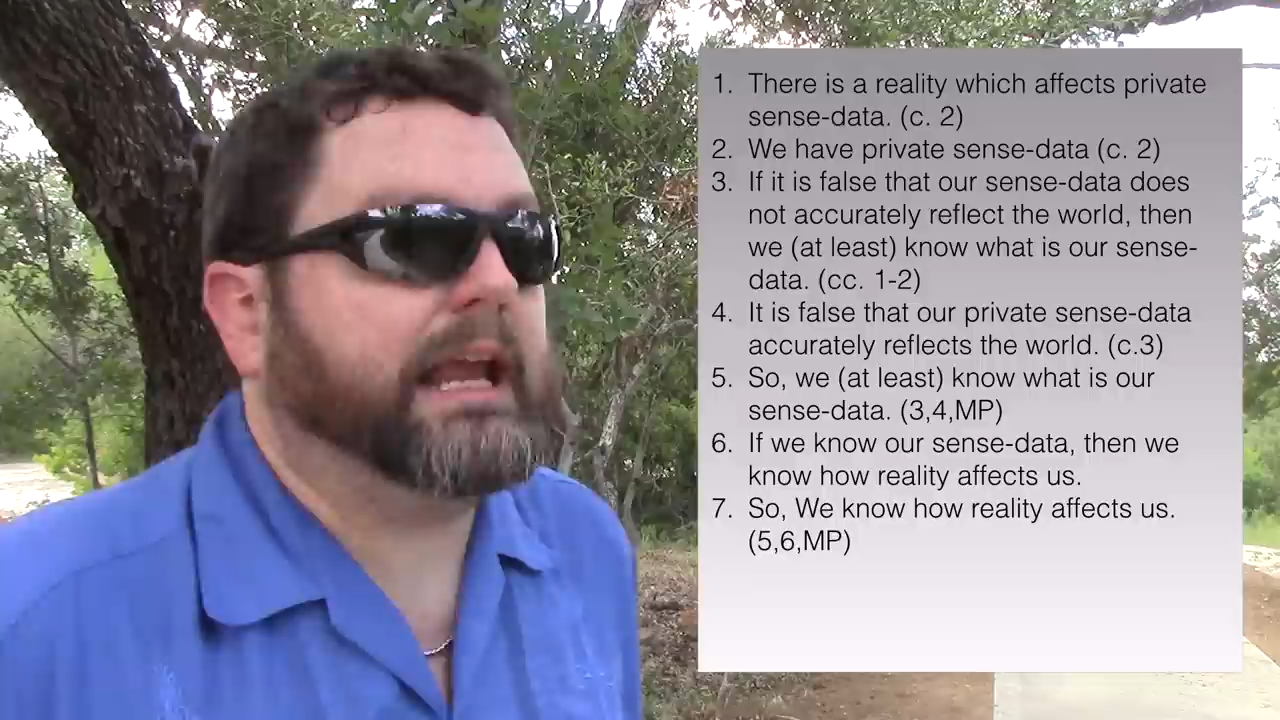 1. There is a reality which affects private
sense-data. (c. 2)
2. We have private sense-data (c. 2)
3. If it is false that our sense-data does
not accurately reflect the world, then
we (at least) know what is our sense-
data. (cc. 1-2)
4. It is false that our private sense-data
accurately reflects the world. (c.3)
5. So, we (at least) know what is our
sense-data. (3,4,MP)
6. If we know our sense-data, then we
know how reality affects us.
7. So, We know how reality affects us.
(5,6,MP)